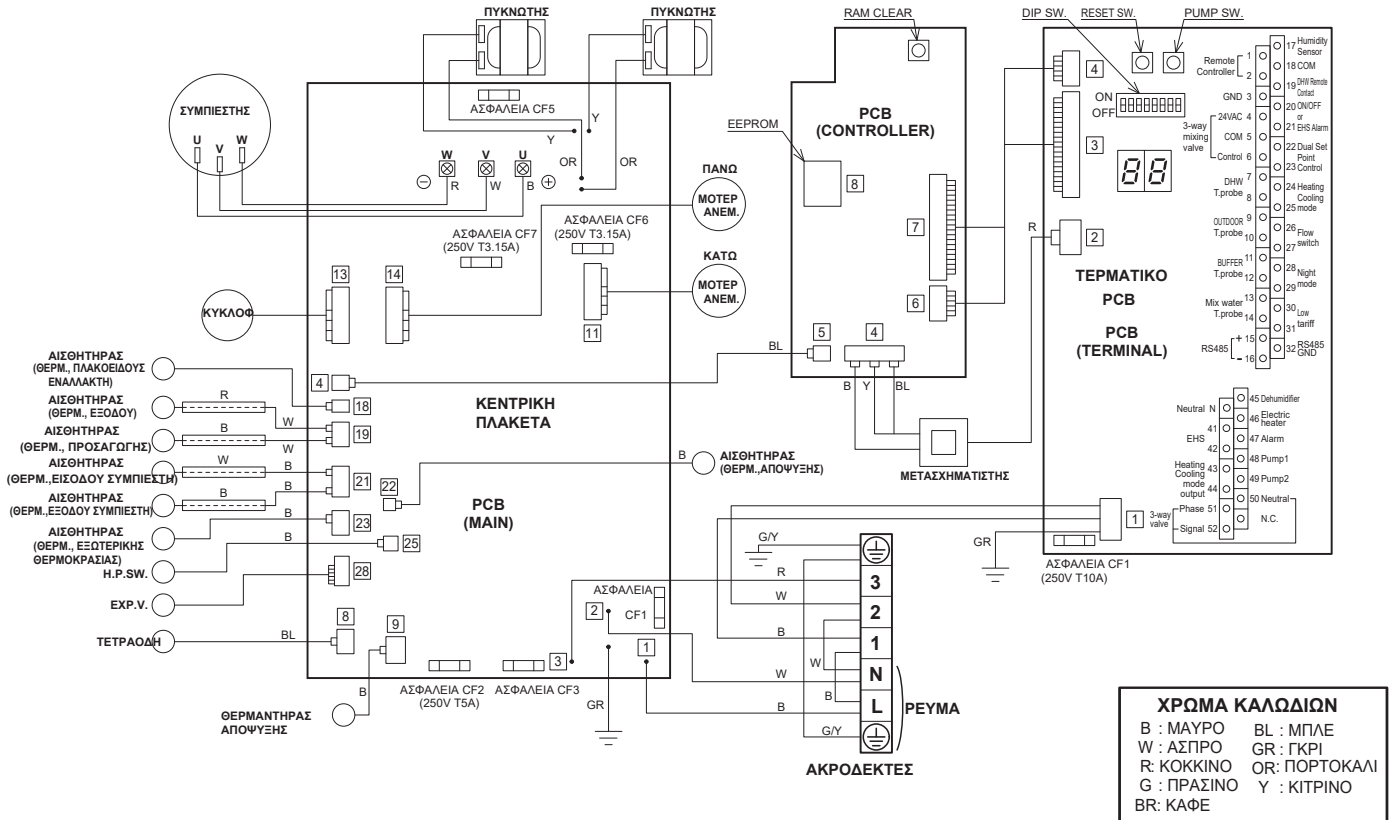 ΠΥΚΝΩΤΗΣ
ΠΥΚΝΩΤΗΣ
ΑΣΦΑΛΕΙΑ CF5
Y
Y
OR
OR
ΣΥΜΠΙΕΣΤΗΣ
U
V
W
W
V
U
R
W
B
ΑΣΦΑΛΕΙΑ CF7
(250V T3.15A)
ΑΣΦΑΛΕΙΑ CF6
(250V T3.15A)
ΠΑΝΩ
ΜΟΤΕΡ
ΑΝΕΜ.
ΚΑΤΩ
ΜΟΤΕΡ
ΑΝΕΜ.
13
14
11
ΚΥΚΛΟΦ
ΑΙΣΘΗΤΗΡΑΣ
(ΘΕΡΜ., ΠΛΑΚΟΕΙΔΟΥΣ
ΕΝΑΛΛΑΚΤΗ)
ΑΙΣΘΗΤΗΡΑΣ
(ΘΕΡΜ., ΕΞΟΔΟΥ)
ΑΙΣΘΗΤΗΡΑΣ
(ΘΕΡΜ., ΠΡΟΣΑΓΩΓΗΣ)
ΑΙΣΘΗΤΗΡΑΣ
(ΘΕΡΜ.,ΕΙΣΟΔΟΥ ΣΥΜΠΙΕΣΤΗ)
ΑΙΣΘΗΤΗΡΑΣ
(ΘΕΡΜ.,ΕΞΟΔΟΥ ΣΥΜΠΙΕΣΤΗ)
ΑΙΣΘΗΤΗΡΑΣ
(ΘΕΡΜ., ΕΞΩΤΕΡΙΚΗΣ
ΘΕΡΜΟΚΡΑΣΙΑΣ)
H.P.SW.
EXP.V.
ΤΕΤΡΑΟΔΗ
ΘΕΡΜΑΝΤΗΡΑΣ
ΑΠΟΨΥΞΗΣ
R
W
B
W
W
B
B
B
B
B
BL
B
4
18
19
21
22
23
25
28
8
9
ΚΕΝΤΡΙΚΗ
ΠΛΑΚΕΤΑ
PCB
(MAIN)
B
ΑΙΣΘΗΤΗΡΑΣ
(ΘΕΡΜ.,ΑΠΟΨΥΞΗΣ)
ΑΣΦΑΛΕΙΑ CF2
(250V T5A)
ΑΣΦΑΛΕΙΑ CF3
3
2
ΑΣΦΑΛΕΙΑ
CF1
1
GR
RAM CLEAR
PCB
(CONTROLLER)
EEPROM
8
7
6
5
4
BL
B
Y
BL
ΜΕΤΑΣΧΗΜΑΤΙΣΤΗΣ
R
G/Y
R
W
B
W
W
B
B
G/Y
3
2
1
N
L
ΡΕΥΜΑ
ΑΚΡΟΔΕΚΤΕΣ
DIP SW.
RESET SW.
PUMP SW.
4
3
2
ON
OFF
88
ΤΕΡΜΑΤΙΚΟ
PCB
PCB
(TERMINAL)
Remote
Controller
1
2
GND 3
24VAC 4
3-way
mixing
valve
COM 5
Control 6
DHW
T.probe
7
8
OUTDOOR
T.probe
9
10
BUFFER
T.probe
11
12
Mix water
T.probe
13
14
RS485
+ 15
- 16
17 Humidity
Sensor
18 COM
19 DHW Remote
Contact
20 ON/OFF
or
21 EHS Alarm
22 Dual Set
Point
23 Control
24 Heating
Cooling
25 mode
26 Flow
switch
27
28 Night
mode
29
30 Low
tariff
31
32 RS485
GND
Neutral N
41
EHS
42
Heating
Cooling
mode
output
43
44
3-way
valve
Phase 51
Signal 52
45 Dehumidifier
46 Electric
heater
47 Alarm
48 Pump1
49 Pump2
50 Neutral
N.C.
1
GR
ΑΣΦΑΛΕΙΑ CF1
(250V T10A)
ΧΡΩΜΑ ΚΑΛΩΔΙΩΝ
B : ΜΑΥΡΟ
BL : ΜΠΛΕ
W : ΑΣΠΡΟ
GR : ΓΚΡΙ
R: ΚΟΚΚΙΝΟ
OR: ΠΟΡΤΟΚΑΛΙ
G : ΠΡΑΣΙΝΟ
Y : ΚΙΤΡΙΝΟ
BR: ΚΑΦΕ